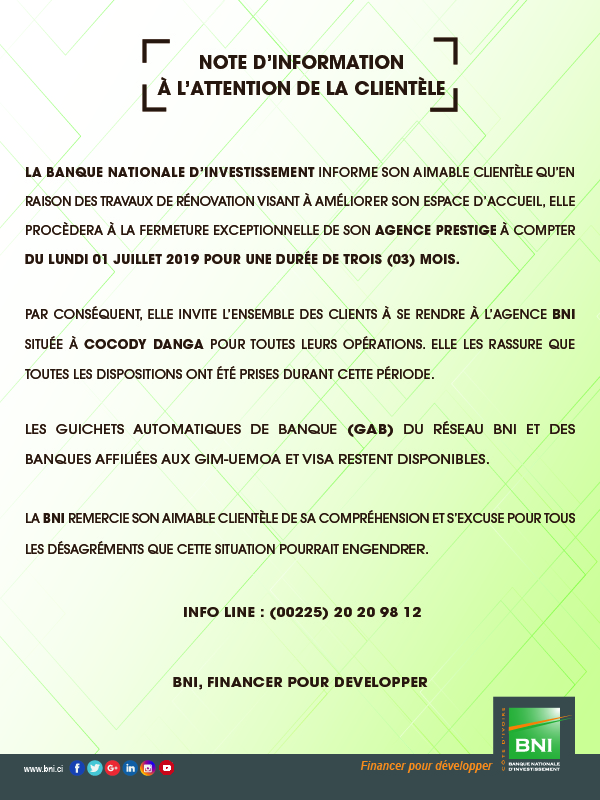 NOTE D'INFORMATION
À L'ATTENTION DE LA CLIENTÈLE
LA BANQUE NATIONALE D'INVESTISSEMENT INFORME SON AIMABLE CLIENTÈLE QU'EN
RAISON DES TRAVAUX DE RÉNOVATION VISANT À AMÉLIORER SON ESPACE D'ACCUEIL, ELLE
PROCÈDERA À LA FERMETURE EXCEPTIONNELLE DE SON AGENCE PRESTIGE À COMPTER
DU LUNDI 01 JUILLET 2019 POUR UNE DURÉE DE TROIS (03) MOIS.
PAR CONSÉQUENT, ELLE INVITE L'ENSEMBLE DES CLIENTS À SE RENDRE À L'AGENCE BNI
SITUÉE À COCODY DANGA POUR TOUTES LEURS OPÉRATIONS. ELLE LES RASSURE QUE
TOUTES LES DISPOSITIONS ONT ÉTÉ PRISES DURANT CETTE PÉRIODE.
LES GUICHETS AUTOMATIQUES DE BANQUE (GAB) DU RÉSEAU BNI ET DES
BANQUES AFFILIÉES AUX GIM-UEMOA ET VISA RESTENT DISPONIBLES.
LA BNI REMERCIE SON AIMABLE CLIENTÈLE DE SA COMPRÉHENSION ET S'EXCUSE POUR TOUS
LES DÉSAGRÉMENTS QUE CETTE SITUATION POURRAIT ENGENDRER.
INFO LINE : (00225) 20 20 98 12
BNI, FINANCER POUR DEVELOPPER
www.bni.ci
Financer pour développer
CÔTE D'IVOIRE
BNI
BANQUE NATIONALE
D'INVESTISSEMENT